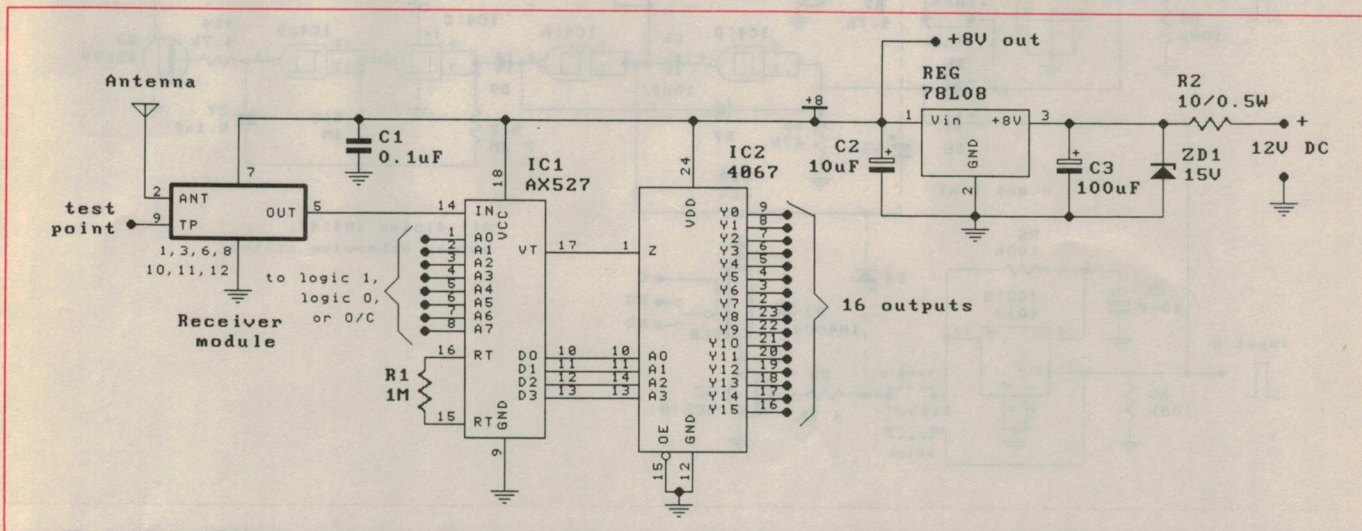 +8V out
Antenna
REG
78L08
R2
10/0.5W
+8
1
Vin
+8V
3
+
12V DC
GND
2
C1
0.1uF
C2
10uF
+
C3
100uF
+
ZD1
15V
7
2
ANT
OUT
5
test
point
9
TP
1,3,6,8
10,11,12
Receiver
module
to logic 1,
logic 0,
or O/C
IC1
AX527
18
VCC
14
IN
1
A0
2
A1
3
A2
4
A3
5
A4
6
A5
7
A6
8
A7
16
RT
R1
1M
15
RT
VT
17
D0
10
D1
11
D2
12
D3
13
GND
9
IC2
4067
24
VDD
1
Z
10
A0
11
A1
14
A2
13
A3
Y0
9
Y1
8
Y2
7
Y3
6
Y4
5
Y5
4
Y6
3
Y7
2
Y8
23
Y9
22
Y10
21
Y11
20
Y12
19
Y13
18
Y14
17
Y15
16
OE
15
GND
12
16 outputs